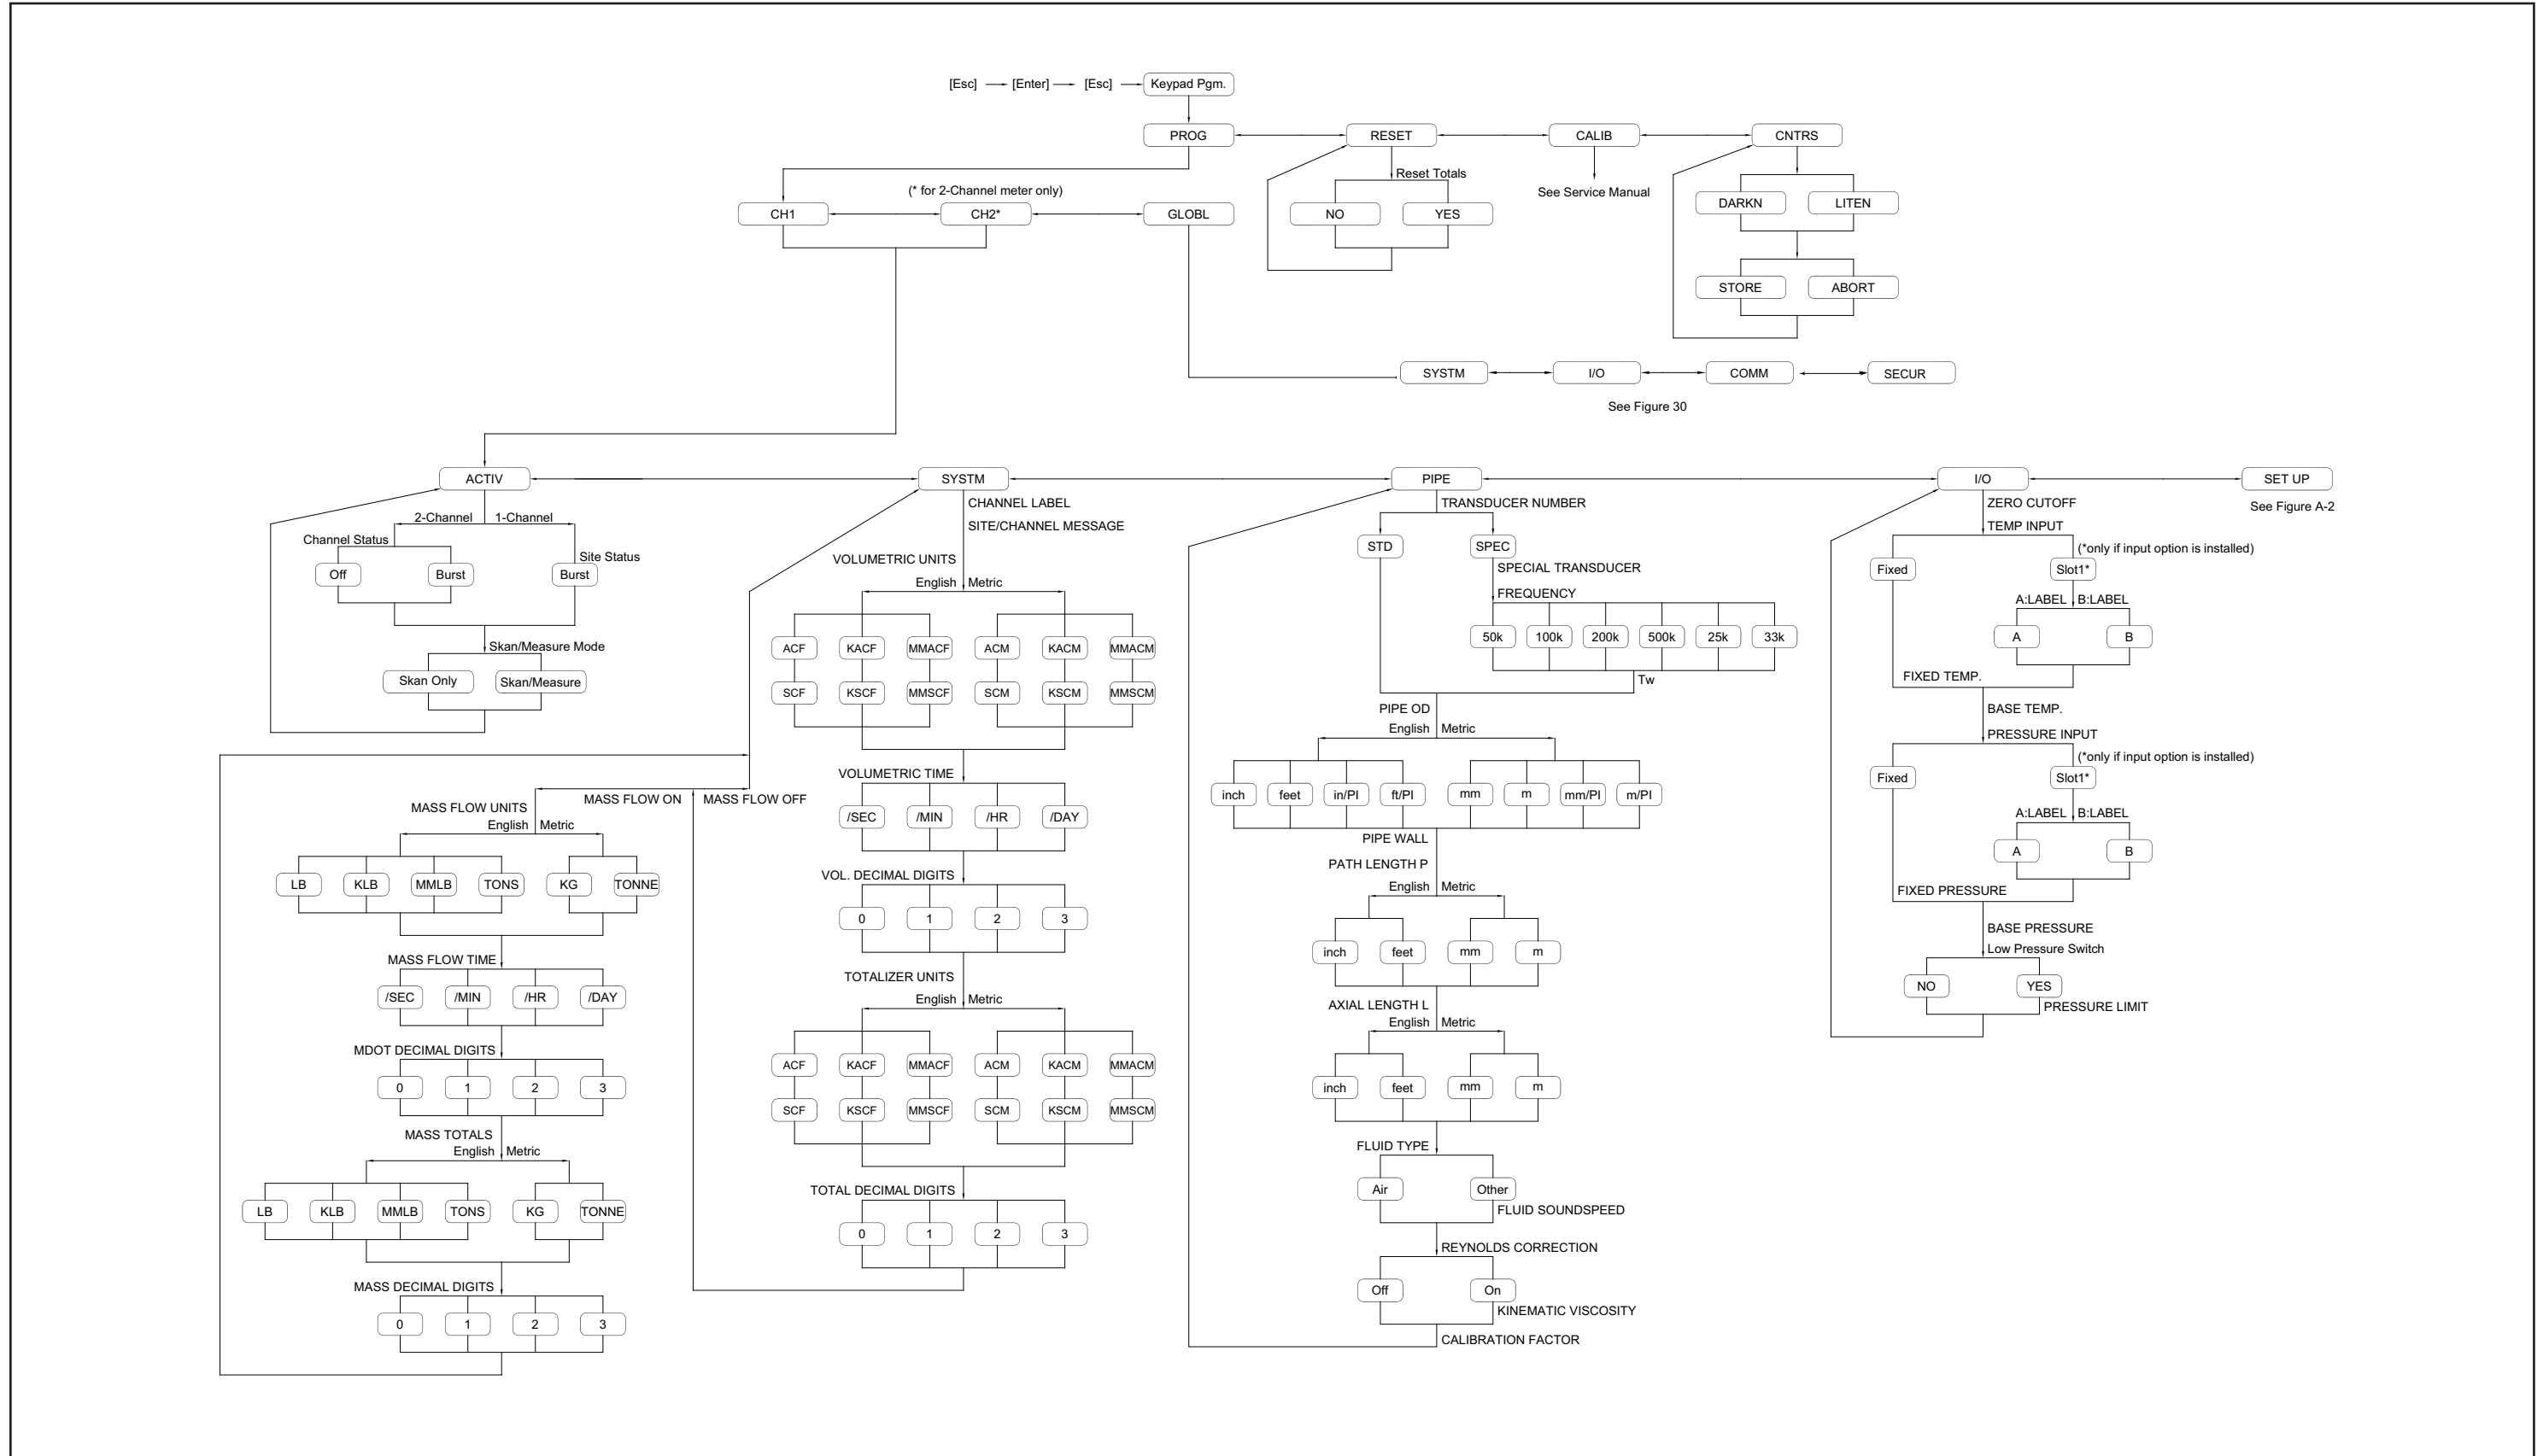 [Esc] [Enter] [Esc] Keypad Pgm.
PROG RESET CALIB CNTRS
Reset Totals
(* for 2-Channel meter only)
See Service Manual
CH1 CH2* GLOBL NO YES DARKN LITEN
STORE ABORT
SYSTM I/O COMM SECUR
See Figure 30
ACTIV SYSTM PIPE I/O SET UP
See Figure A-2
2-Channel 1-Channel
Channel Status
Site Status
Off Burst Burst
Skan/Measure Mode
Skan Only Skan/Measure
CHANNEL LABEL
SITE/CHANNEL MESSAGE
VOLUMETRIC UNITS
English Metric
ACF KACF MMACF ACM KACM MMACM
SCF KSCF MMSCF SCM KSCM MMSCM
VOLUMETRIC TIME
/SEC /MIN /HR /DAY
VOL. DECIMAL DIGITS
0 1 2 3
TOTALIZER UNITS
English Metric
ACF KACF MMACF ACM KACM MMACM
SCF KSCF MMSCF SCM KSCM MMSCM
TOTAL DECIMAL DIGITS
0 1 2 3
MASS FLOW ON MASS FLOW OFF
MASS FLOW UNITS
English Metric
LB KLB MMLB TONS KG TONNE
MASS FLOW TIME
/SEC /MIN /HR /DAY
MDOT DECIMAL DIGITS
0 1 2 3
MASS TOTALS
English Metric
LB KLB MMLB TONS KG TONNE
MASS DECIMAL DIGITS
0 1 2 3
TRANSDUCER NUMBER
STD SPEC
SPECIAL TRANSDUCER
FREQUENCY
50k 100k 200k 500k 25k 33k
Tw
PIPE OD
English Metric
inch feet in/PI ft/PI mm m mm/PI m/PI
PIPE WALL
PATH LENGTH P
English Metric
inch feet mm m
AXIAL LENGTH L
English Metric
inch feet mm m
FLUID TYPE
Air Other
FLUID SOUNDSPEED
REYNOLDS CORRECTION
Off On
KINEMATIC VISCOSITY
CALIBRATION FACTOR
ZERO CUTOFF
TEMP INPUT
(*only if input option is installed)
Fixed Slot1*
A:LABEL B:LABEL
A B
FIXED TEMP.
BASE TEMP.
PRESSURE INPUT
(*only if input option is installed)
Fixed Slot1*
A:LABEL B:LABEL
A B
FIXED PRESSURE
BASE PRESSURE
Low Pressure Switch
NO YES
PRESSURE LIMIT